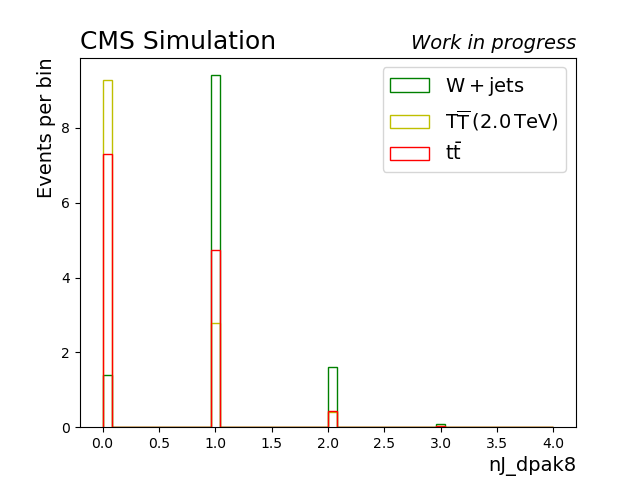 CMS Simulation Work in progress
Events per bin
8
6
4
2
0
W + jets
TT̅ (2.0 TeV)
tt̄
0.0 0.5 1.0 1.5 2.0 2.5 3.0 3.5 4.0
nJ_dpak8